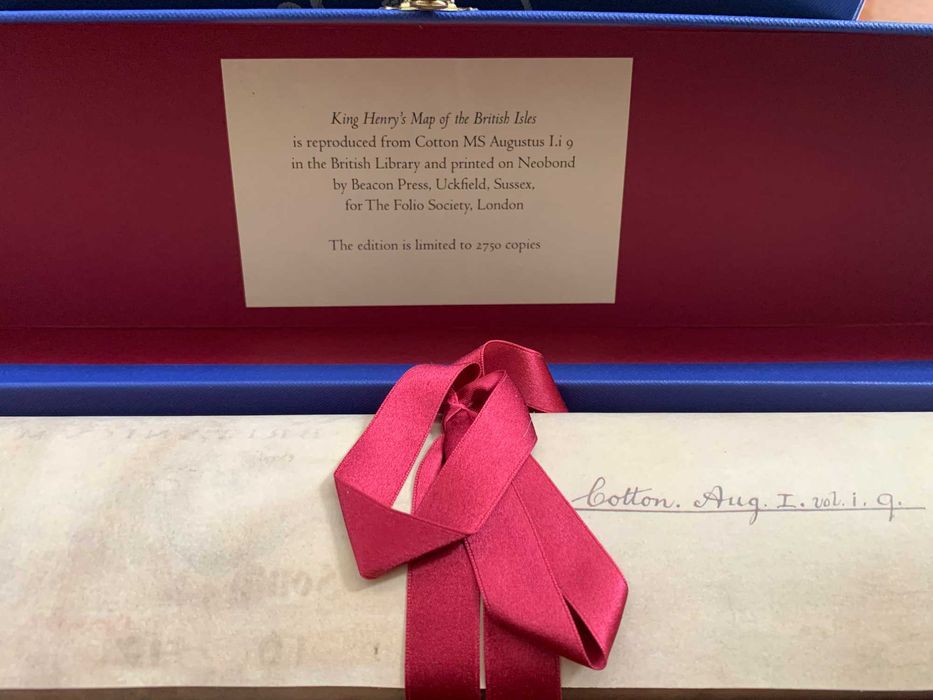 King Henry's Map of the British Isles
is reproduced from Cotton MS Augustus I.i 9
in the British Library and printed on Neobond
by Beacon Press, Uckfield, Sussex,
for The Folio Society, London
The edition is limited to 2750 copies
Cotton. Aug. I. vol. i. 9.